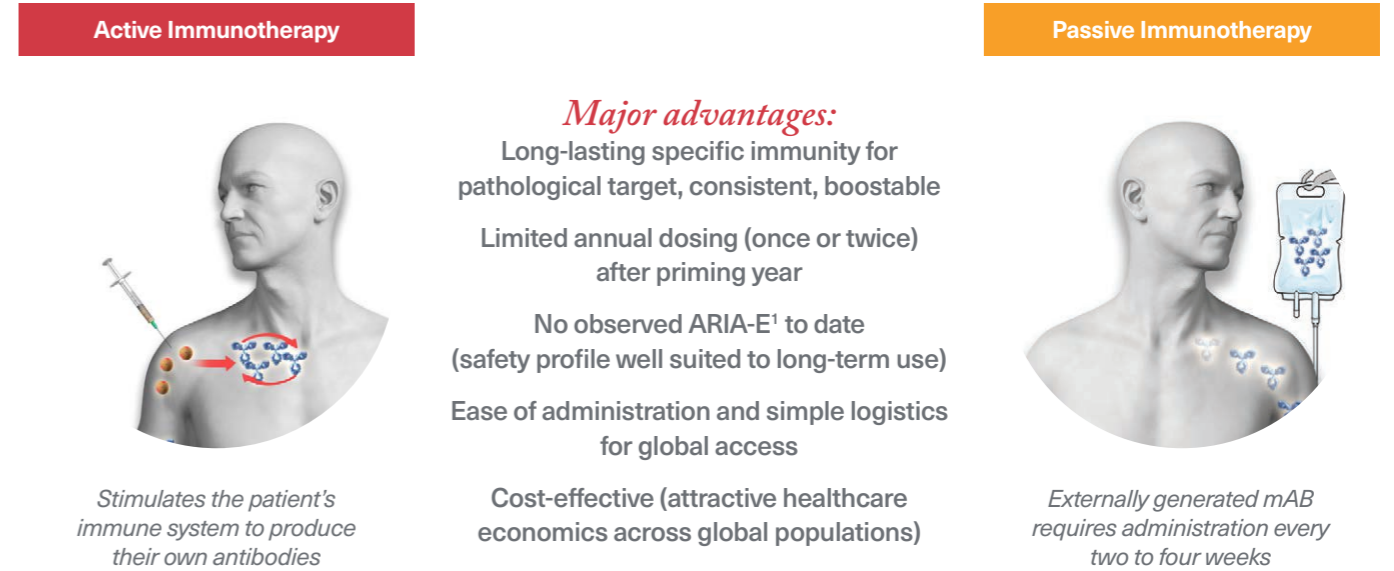 Active Immunotherapy
Passive Immunotherapy
Major advantages:
Long-lasting specific immunity for
pathological target, consistent, boostable
Limited annual dosing (once or twice)
after priming year
No observed ARIA-E¹ to date
(safety profile well suited to long-term use)
Ease of administration and simple logistics
for global access
Cost-effective (attractive healthcare
economics across global populations)
Stimulates the patient's
immune system to produce
their own antibodies
Externally generated mAB
requires administration every
two to four weeks